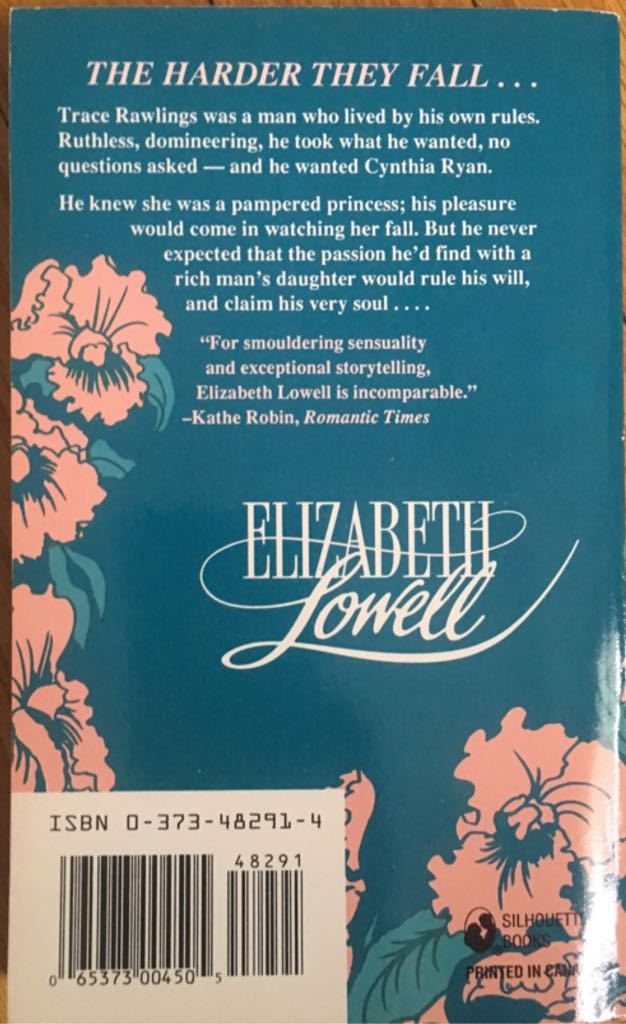 THE HARDER THEY FALL . . .
Trace Rawlings was a man who lived by his own rules.
Ruthless, domineering, he took what he wanted, no
questions asked — and he wanted Cynthia Ryan.
He knew she was a pampered princess; his pleasure
would come in watching her fall. But he never
expected that the passion he'd find with a
rich man's daughter would rule his will,
and claim his very soul . . . .
“For smouldering sensuality
and exceptional storytelling,
Elizabeth Lowell is incomparable.”
–Kathe Robin, Romantic Times
ELIZABETH
Lowell
ISBN 0-373-48291-4
48291
0 65373 00450 5
SILHOUETT
BOOKS
PRINTED IN CANA